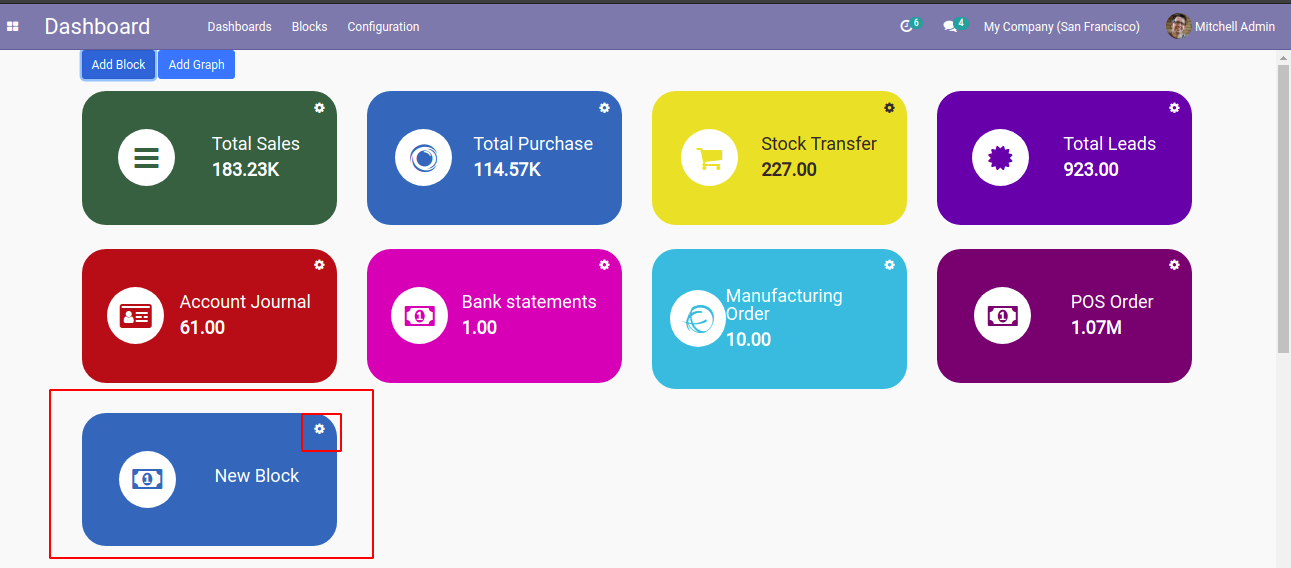 Dashboard
Dashboards Blocks Configuration
6
4
My Company (San Francisco)
Mitchell Admin
Add Block
Add Graph
Total Sales
183.23K
Total Purchase
114.57K
Stock Transfer
227.00
Total Leads
923.00
Account Journal
61.00
Bank statements
1.00
Manufacturing
Order
10.00
POS Order
1.07M
New Block